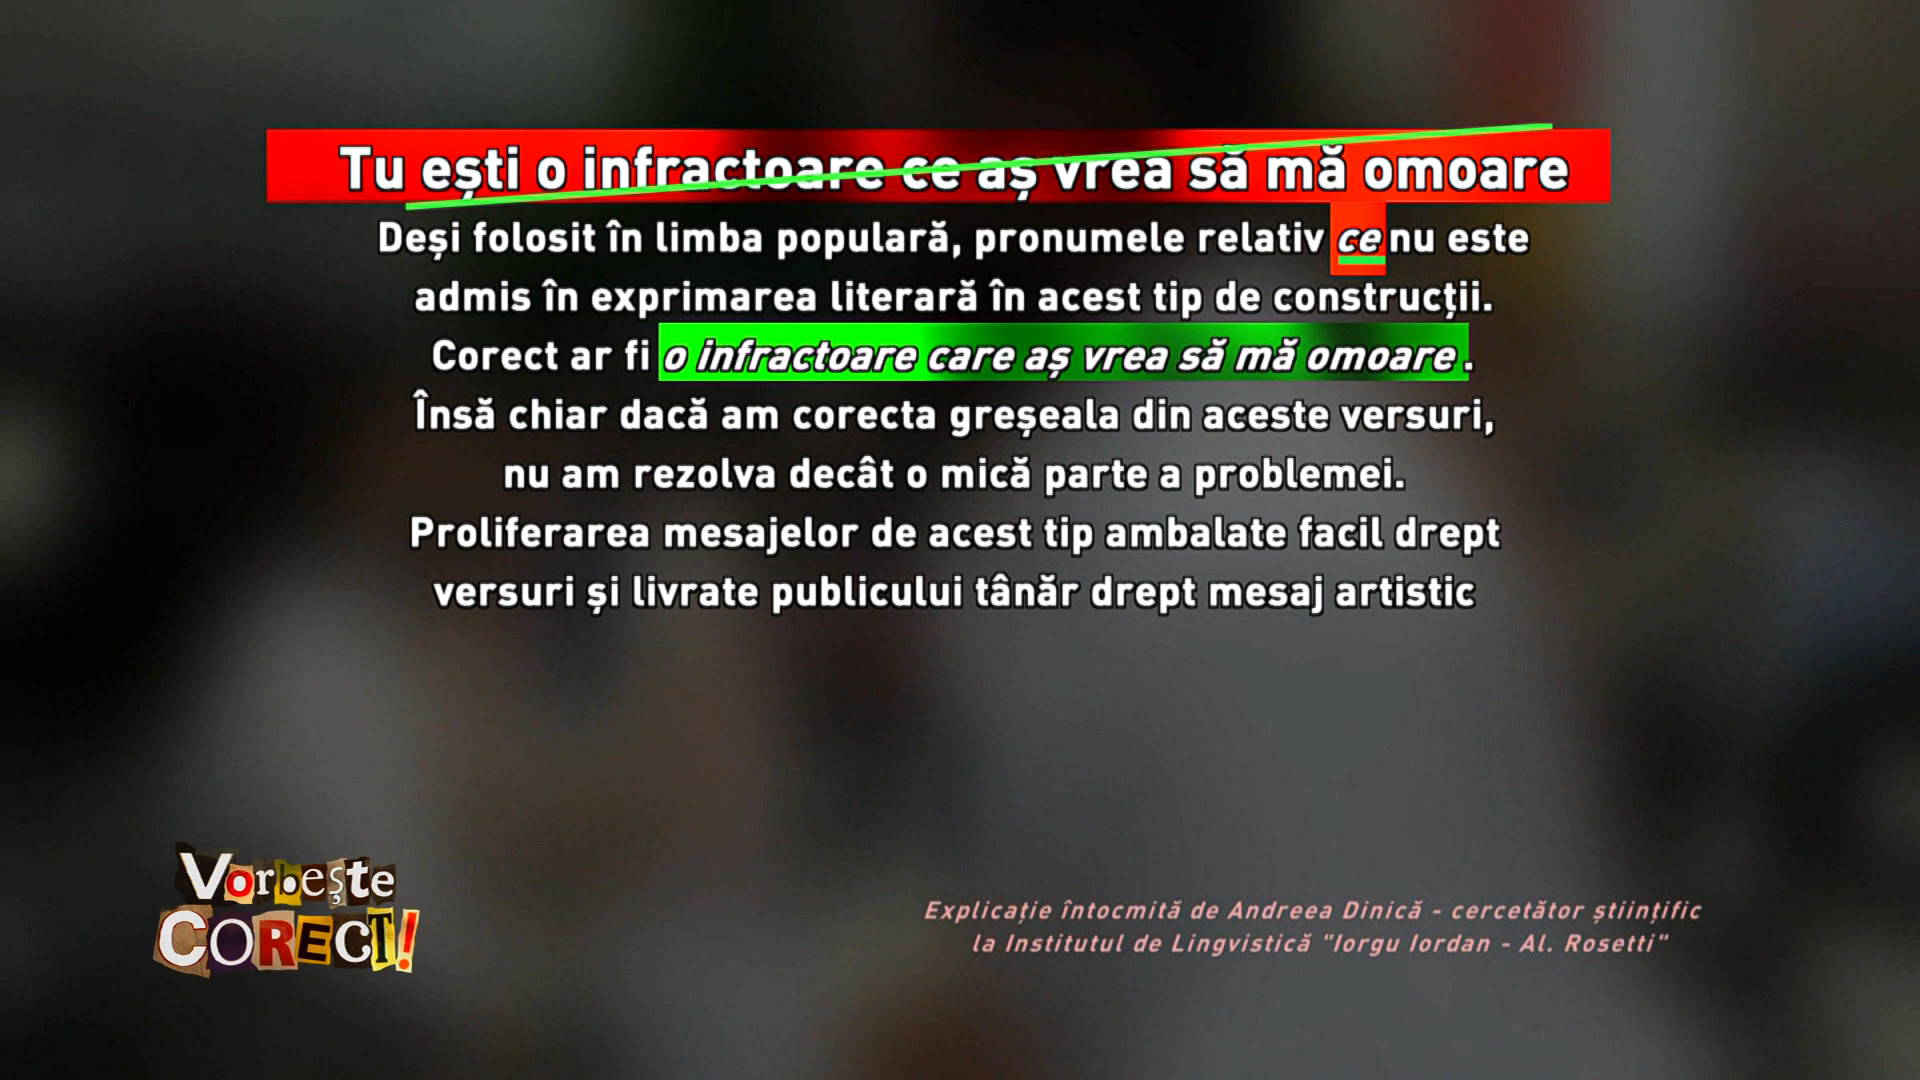 Tu ești o infractoare ce aș vrea să mă omoare
Deși folosit în limba populară, pronumele relativ ce nu este
admis în exprimarea literară în acest tip de construcții.
Corect ar fi o infractoare care aș vrea să mă omoare.
Însă chiar dacă am corecta greșeala din aceste versuri,
nu am rezolva decât o mică parte a problemei.
Proliferarea mesajelor de acest tip ambalate facil drept
versuri și livrate publicului tânăr drept mesaj artistic
Vorbește
CORECT!
Explicație întocmită de Andreea Dinică - cercetător științific
la Institutul de Lingvistică "Iorgu Iordan - Al. Rosetti"